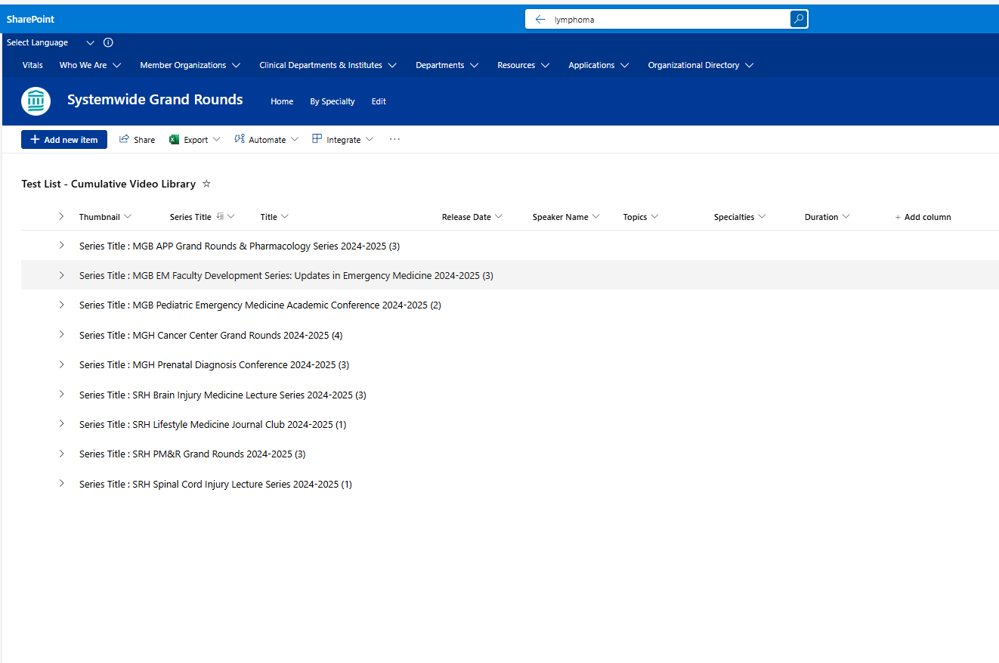 SharePoint
lymphoma
Select Language
Vitals Who We Are Member Organizations Clinical Departments & Institutes Departments Resources Applications Organizational Directory
Systemwide Grand Rounds Home By Specialty Edit
+ Add new item Share Export Automate Integrate ...
Test List - Cumulative Video Library
Thumbnail Series Title Title Release Date Speaker Name Topics Specialties Duration + Add column
Series Title : MGB APP Grand Rounds & Pharmacology Series 2024-2025 (3)
Series Title : MGB EM Faculty Development Series: Updates in Emergency Medicine 2024-2025 (3)
Series Title : MGB Pediatric Emergency Medicine Academic Conference 2024-2025 (2)
Series Title : MGH Cancer Center Grand Rounds 2024-2025 (4)
Series Title : MGH Prenatal Diagnosis Conference 2024-2025 (3)
Series Title : SRH Brain Injury Medicine Lecture Series 2024-2025 (3)
Series Title : SRH Lifestyle Medicine Journal Club 2024-2025 (1)
Series Title : SRH PM&R Grand Rounds 2024-2025 (3)
Series Title : SRH Spinal Cord Injury Lecture Series 2024-2025 (1)